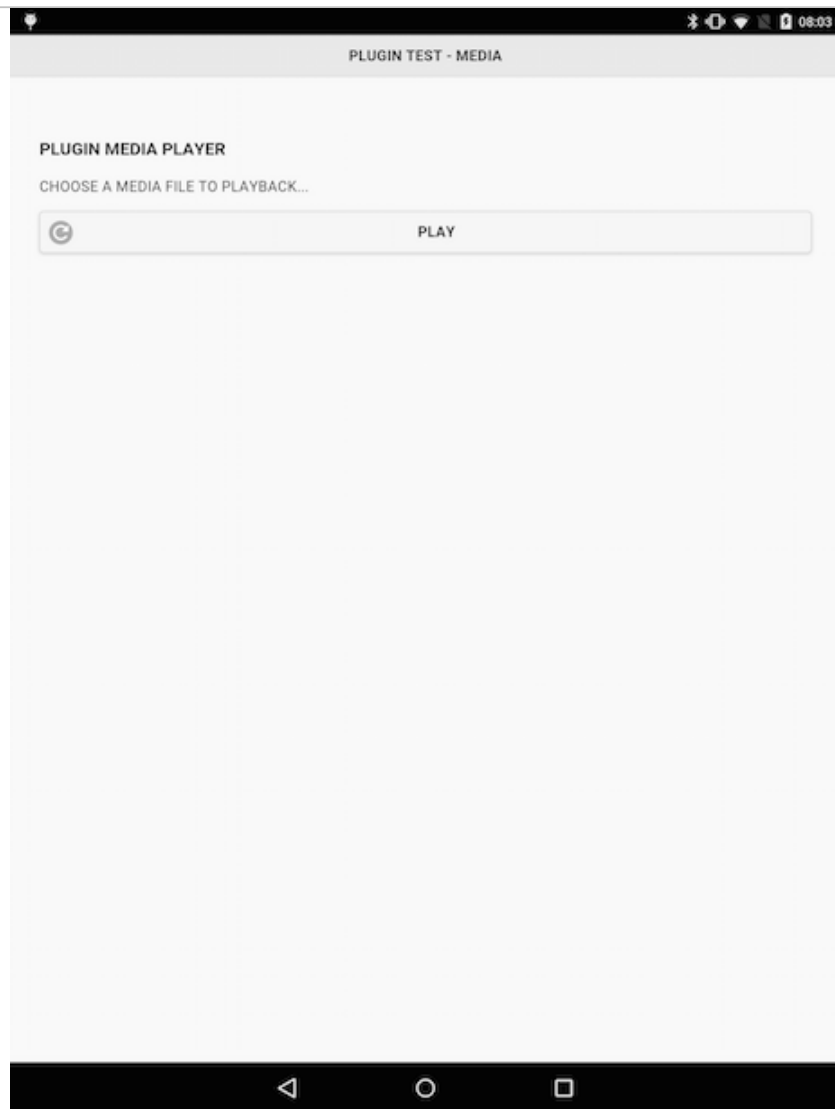 08:03
PLUGIN TEST - MEDIA
PLUGIN MEDIA PLAYER
CHOOSE A MEDIA FILE TO PLAYBACK...
PLAY